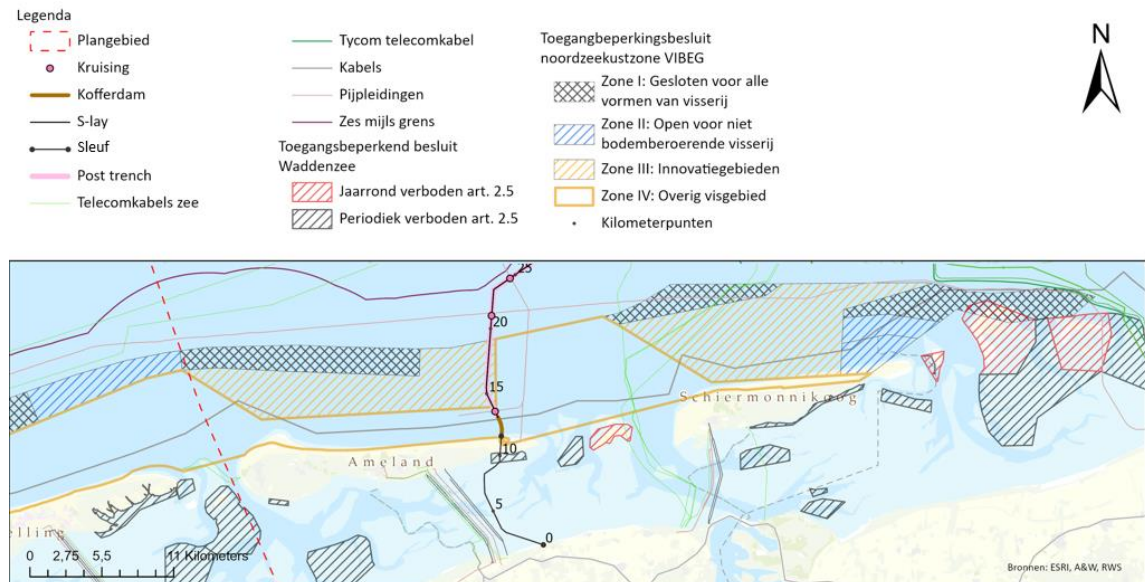 Legenda
Plangebied
Kruising
Kofferdam
S-lay
Sleuf
Post trench
Telecomkabels zee
Tycom telecomkabel
Kabels
Pijpleidingen
Zes mijls grens
Toegangsbeperkend besluit
Waddenzee
Jaarrond verboden art. 2.5
Periodiek verboden art. 2.5
Toegangbeperkingsbesluit
noordzeekustzone VIBEG
Zone I: Gesloten voor alle
vormen van visserij
Zone II: Open voor niet
bodemberoerende visserij
Zone III: Innovatiegebieden
Zone IV: Overig visgebied
Kilometerpunten
N
25
20
15
Schiermonnikoog
10
Ameland
5
elling
0
0 2,75 5,5 11 Kilometers
Bronnen: ESRI, A&W, RWS